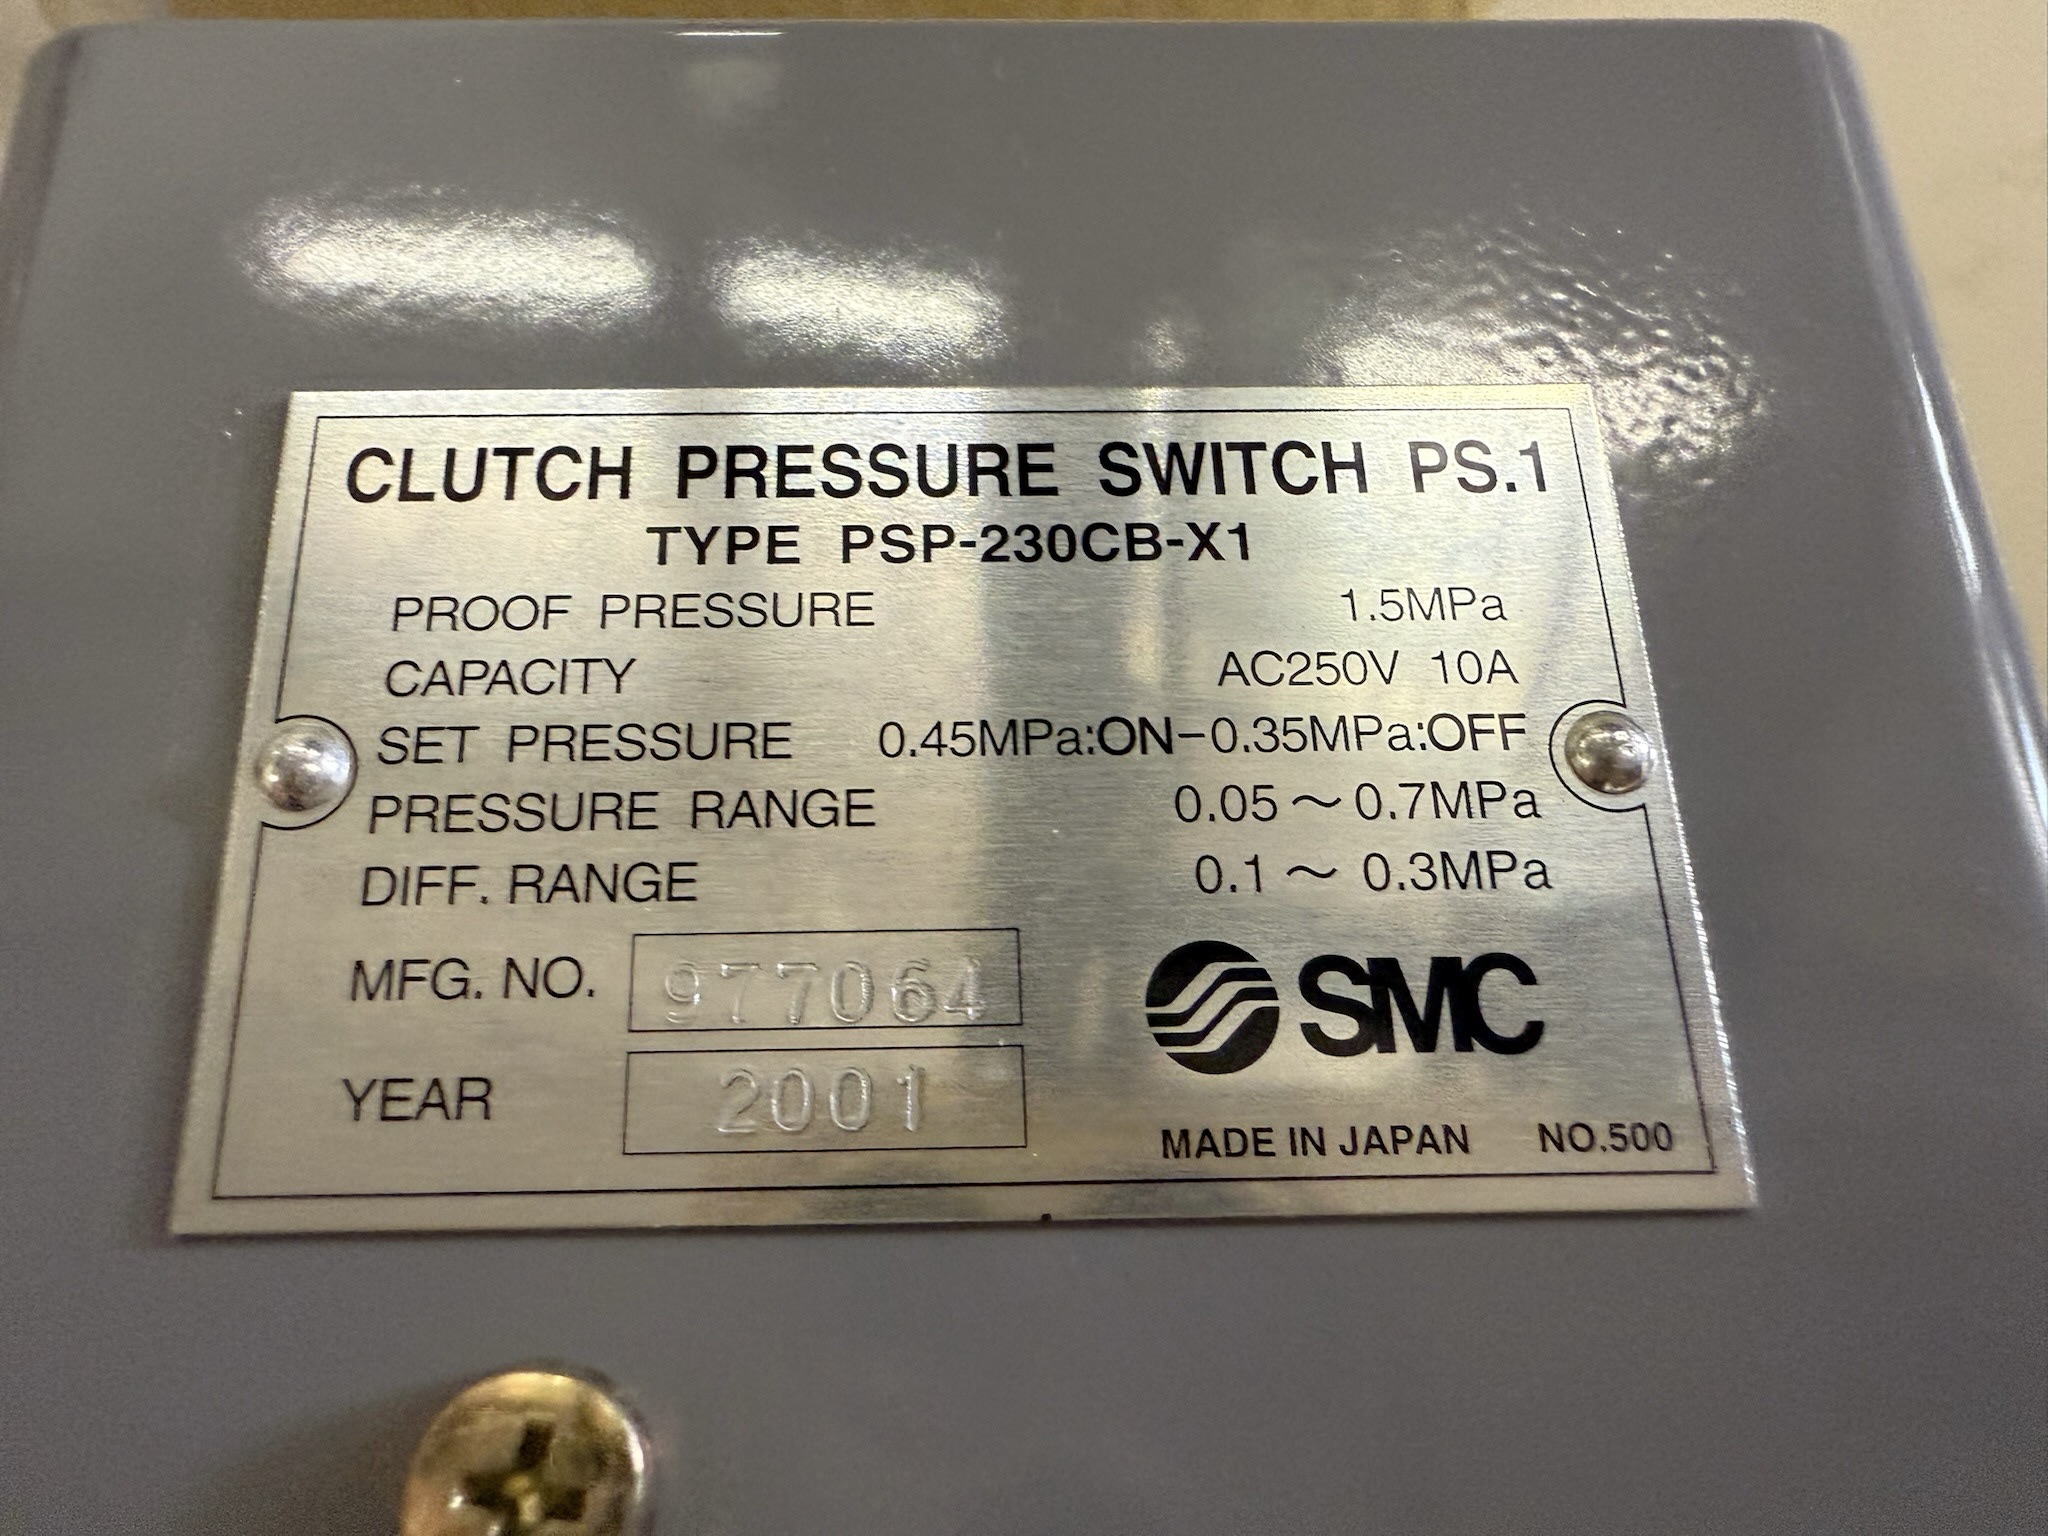 CLUTCH PRESSURE SWITCH PS.1
TYPE PSP-230CB-X1
PROOF PRESSURE 1.5MPa
CAPACITY AC250V 10A
SET PRESSURE 0.45MPa:ON-0.35MPa:OFF
PRESSURE RANGE 0.05～0.7MPa
DIFF. RANGE 0.1～0.3MPa
MFG. NO. 977064
SMC
YEAR 2001
MADE IN JAPAN NO.500